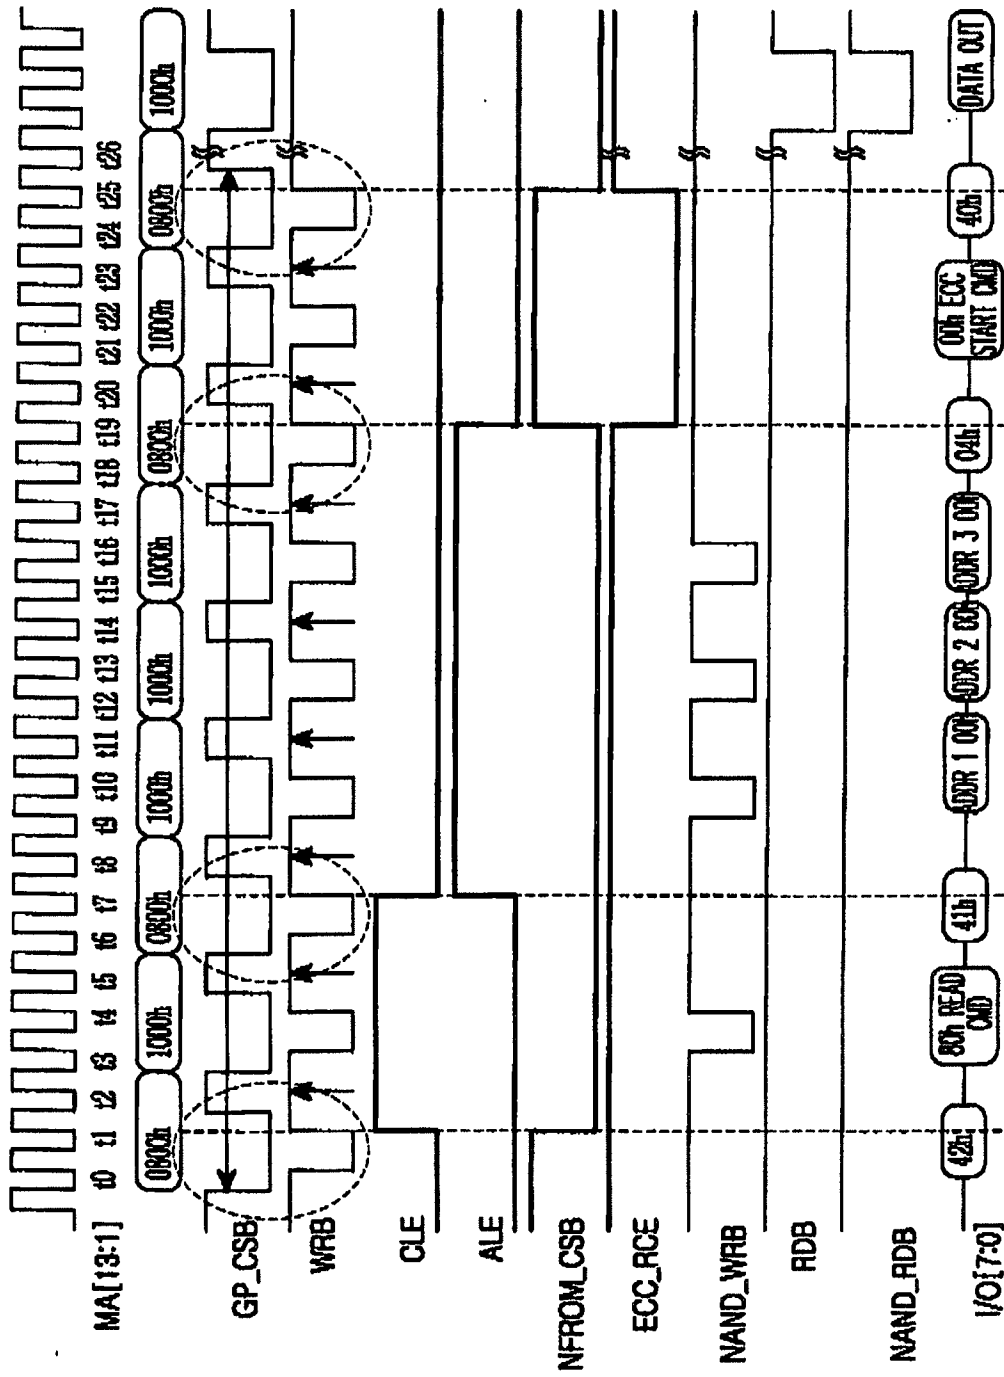 t0 t1 t2 t3 t4 t5 t6 t7 t8 t9 t10 t11 t12 t13 t14 t15 t16 t17 t18 t19 t20 t21 t22 t23 t24 t25 t26
MA[13:1] 0800h 1000h 0800h 1000h 1000h 1000h 0800h 1000h 0800h 1000h
GP_CSB
WRB
CLE
ALE
NFROM_CSB
ECC_RCE
NAND_WRB
RDB
NAND_RDB
I/O[7:0] 42h 80h READ CMD 41h ADDR 1 00h ADDR 2 00h ADDR 3 00h 04h 00h ECC START CMD 40h DATA OUT